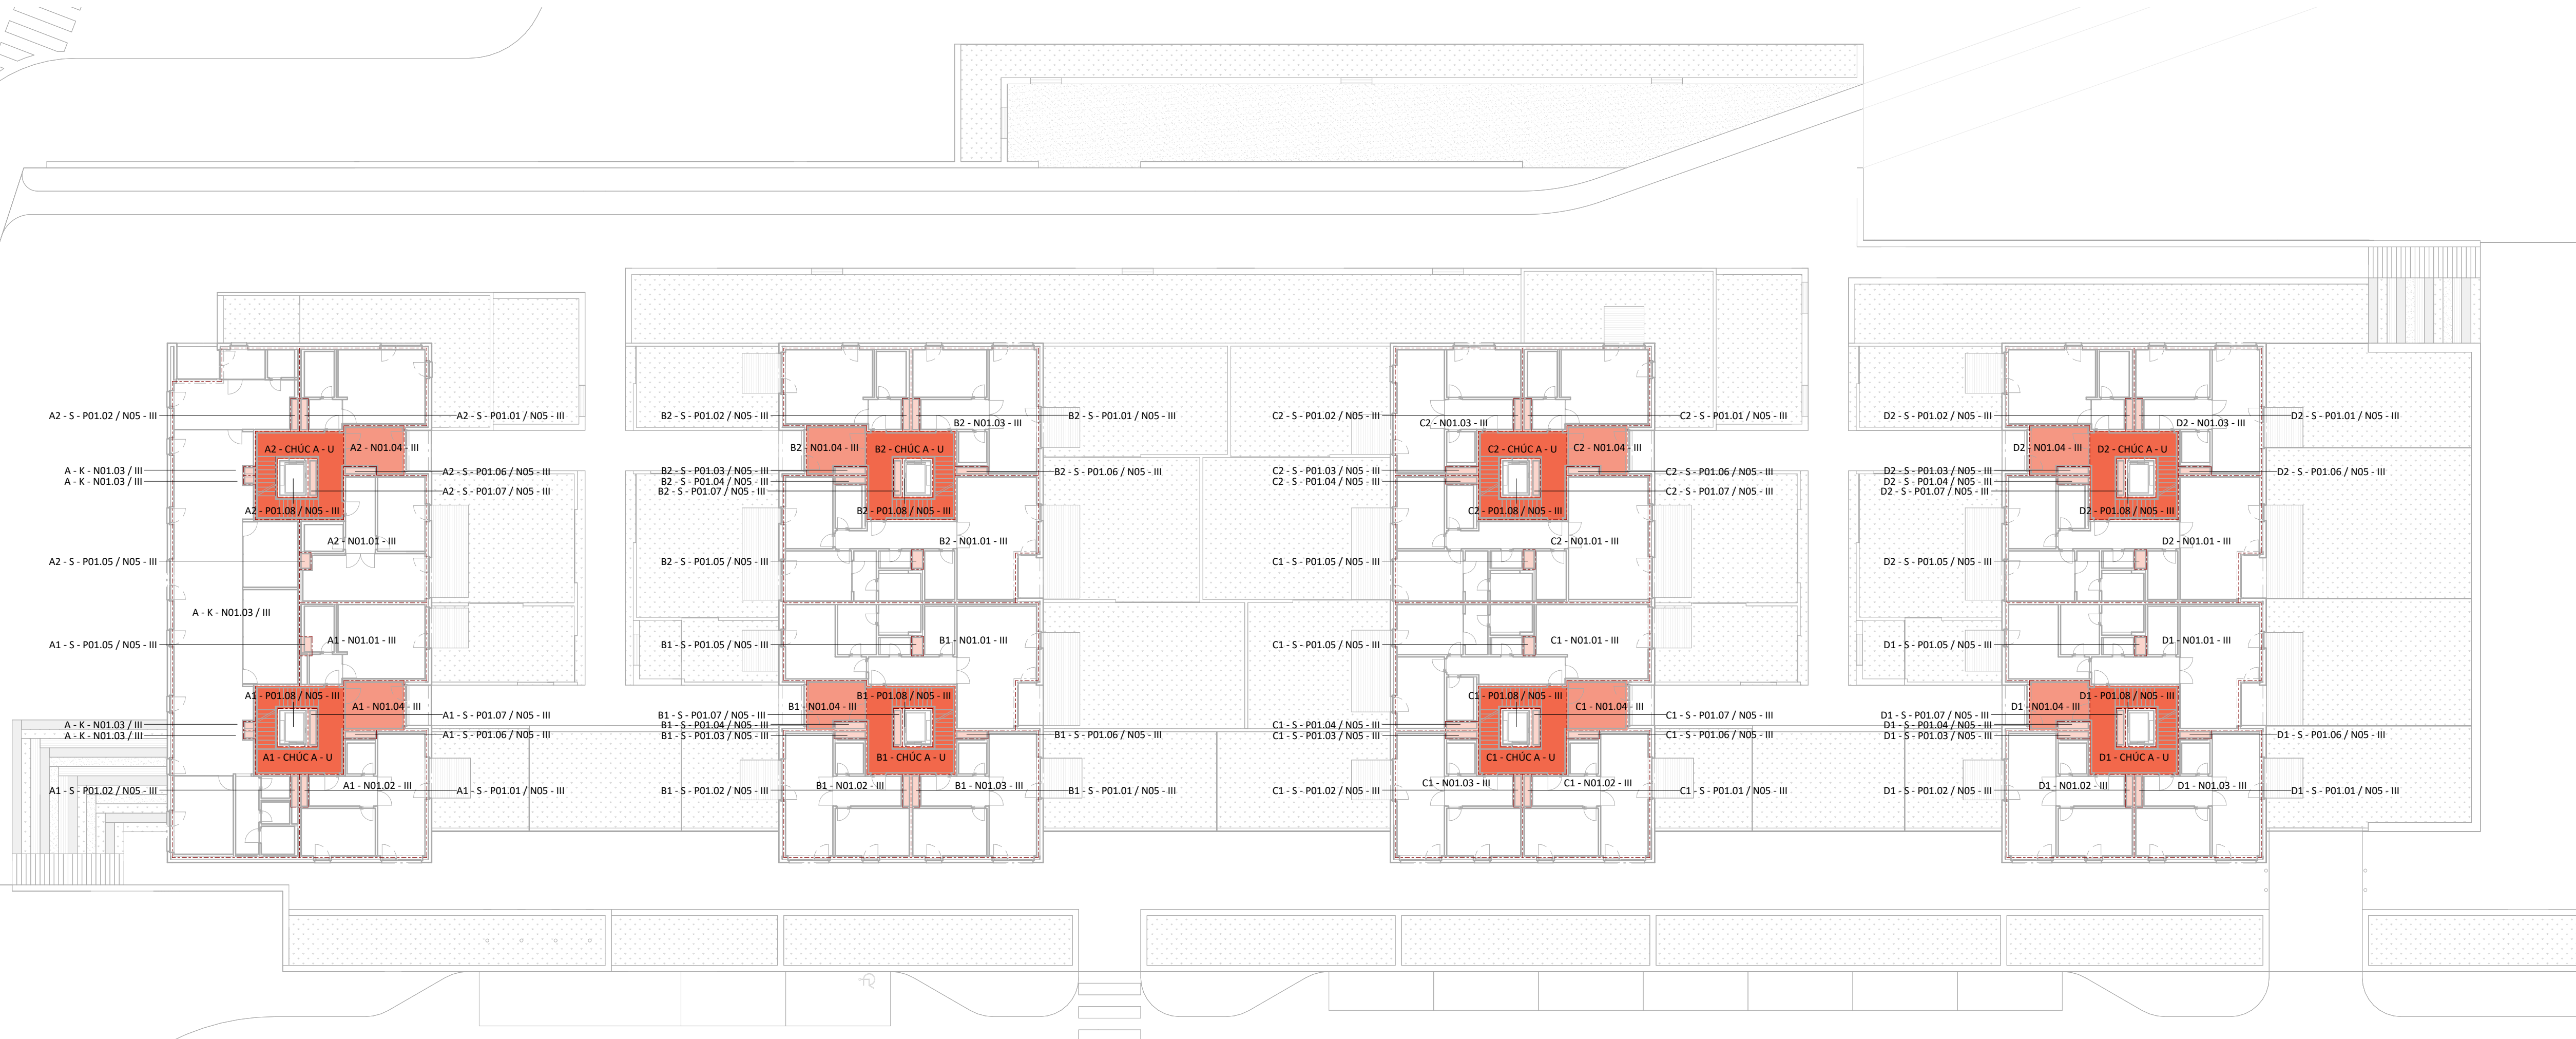 A2 - S - P01.02 / N05 - III
A2 - S - P01.01 / N05 - III
A2 - CHÚC A - U
A2 - N01.04 - III
A - K - N01.03 / III
A - K - N01.03 / III
A2 - S - P01.06 / N05 - III
A2 - S - P01.07 / N05 - III
A2 - P01.08 / N05 - III
A2 - N01.01 - III
A2 - S - P01.05 / N05 - III
A - K - N01.03 / III
A1 - N01.01 - III
A1 - S - P01.05 / N05 - III
A1 - P01.08 / N05 - III
A1 - N01.04 - III
A1 - S - P01.07 / N05 - III
A - K - N01.03 / III
A - K - N01.03 / III
A1 - S - P01.06 / N05 - III
A1 - CHÚC A - U
A1 - N01.02 - III
A1 - S - P01.02 / N05 - III
A1 - S - P01.01 / N05 - III
B2 - S - P01.02 / N05 - III
B2 - S - P01.01 / N05 - III
B2 - N01.03 - III
B2 - N01.04 - III
B2 - CHÚC A - U
B2 - S - P01.03 / N05 - III
B2 - S - P01.06 / N05 - III
B2 - S - P01.04 / N05 - III
B2 - S - P01.07 / N05 - III
B2 - P01.08 / N05 - III
B2 - N01.01 - III
B2 - S - P01.05 / N05 - III
B1 - N01.01 - III
B1 - S - P01.05 / N05 - III
B1 - P01.08 / N05 - III
B1 - N01.04 - III
B1 - S - P01.07 / N05 - III
B1 - S - P01.04 / N05 - III
B1 - S - P01.03 / N05 - III
B1 - S - P01.06 / N05 - III
B1 - CHÚC A - U
B1 - N01.02 - III
B1 - N01.03 - III
B1 - S - P01.02 / N05 - III
B1 - S - P01.01 / N05 - III
C2 - S - P01.02 / N05 - III
C2 - S - P01.01 / N05 - III
C2 - N01.03 - III
C2 - CHÚC A - U
C2 - N01.04 - III
C2 - S - P01.03 / N05 - III
C2 - S - P01.06 / N05 - III
C2 - S - P01.04 / N05 - III
C2 - S - P01.07 / N05 - III
C2 - P01.08 / N05 - III
C2 - N01.01 - III
C1 - S - P01.05 / N05 - III
C1 - N01.01 - III
C1 - S - P01.05 / N05 - III
C1 - P01.08 / N05 - III
C1 - N01.04 - III
C1 - S - P01.07 / N05 - III
C1 - S - P01.04 / N05 - III
C1 - S - P01.03 / N05 - III
C1 - S - P01.06 / N05 - III
C1 - CHÚC A - U
C1 - N01.03 - III
C1 - N01.02 - III
C1 - S - P01.02 / N05 - III
C1 - S - P01.01 / N05 - III
D2 - S - P01.02 / N05 - III
D2 - S - P01.01 / N05 - III
D2 - N01.03 - III
D2 - N01.04 - III
D2 - CHÚC A - U
D2 - S - P01.03 / N05 - III
D2 - S - P01.06 / N05 - III
D2 - S - P01.04 / N05 - III
D2 - S - P01.07 / N05 - III
D2 - P01.08 / N05 - III
D2 - N01.01 - III
D2 - S - P01.05 / N05 - III
D1 - N01.01 - III
D1 - S - P01.05 / N05 - III
D1 - P01.08 / N05 - III
D1 - N01.04 - III
D1 - S - P01.07 / N05 - III
D1 - S - P01.04 / N05 - III
D1 - S - P01.03 / N05 - III
D1 - S - P01.06 / N05 - III
D1 - CHÚC A - U
D1 - N01.02 - III
D1 - N01.03 - III
D1 - S - P01.02 / N05 - III
D1 - S - P01.01 / N05 - III